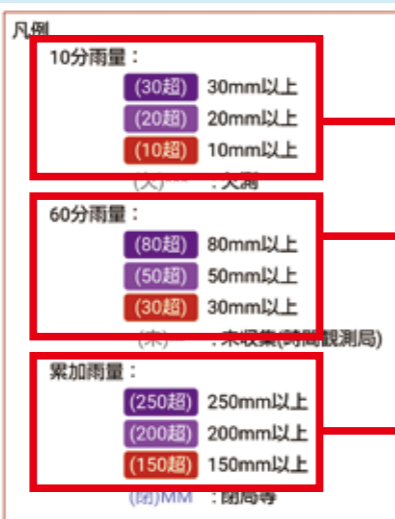 凡例
10分雨量：
(30超) 30mm以上
(20超) 20mm以上
(10超) 10mm以上
(欠)*** : 欠測
60分雨量：
(80超) 80mm以上
(50超) 50mm以上
(30超) 30mm以上
(未) : 未収集(時間観測局)
累加雨量：
(250超) 250mm以上
(200超) 200mm以上
(150超) 150mm以上
(閉)MM : 閉局等